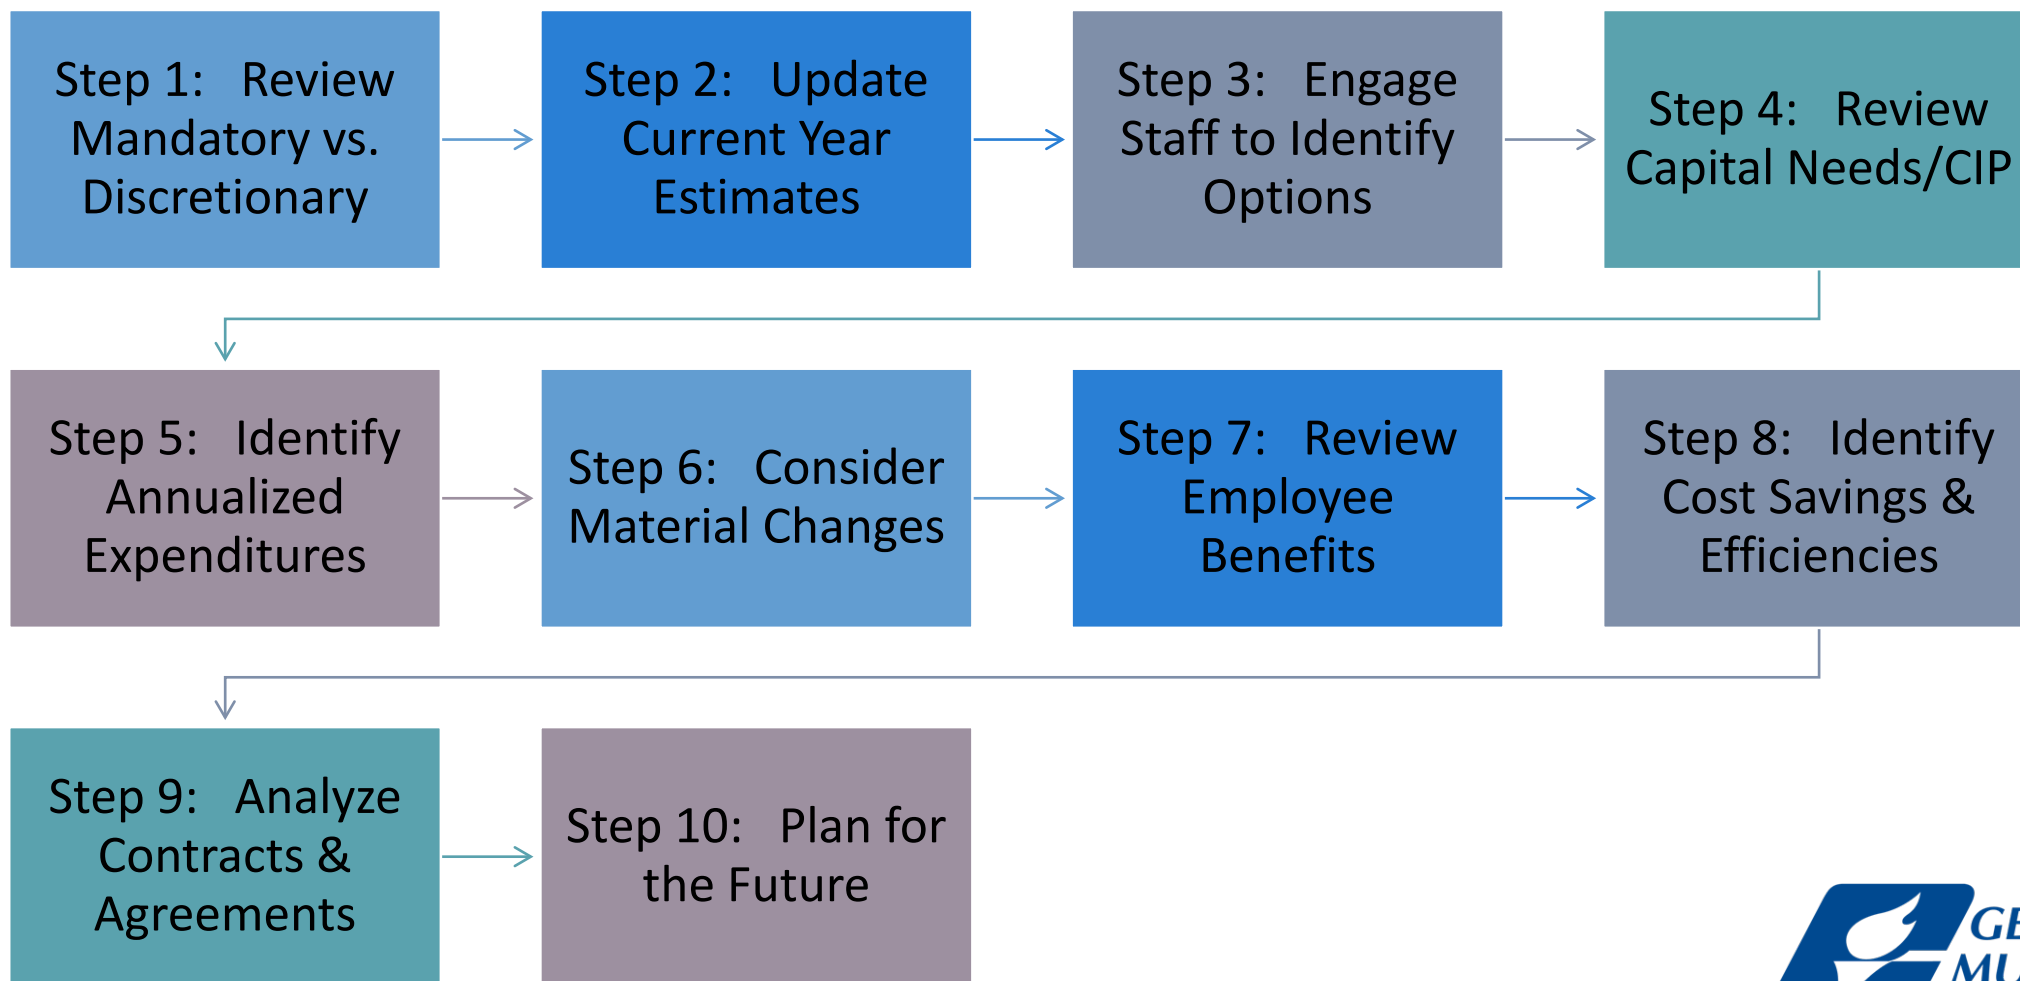 Step 1: Review
Mandatory vs.
Discretionary
Step 2: Update
Current Year
Estimates
Step 3: Engage
Staff to Identify
Options
Step 4: Review
Capital Needs/CIP
Step 5: Identify
Annualized
Expenditures
Step 6: Consider
Material Changes
Step 7: Review
Employee
Benefits
Step 8: Identify
Cost Savings &
Efficiencies
Step 9: Analyze
Contracts &
Agreements
Step 10: Plan for
the Future